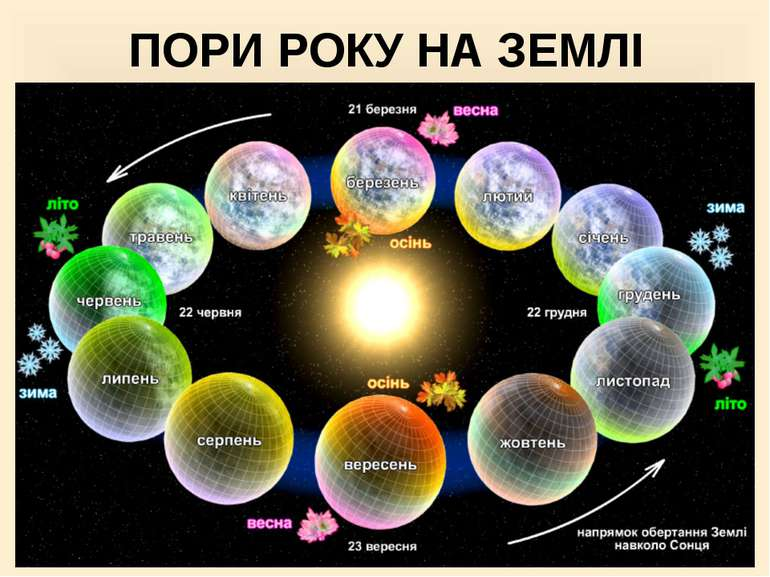 ПОРИ РОКУ НА ЗЕМЛІ
21 березня
весна
літо
квітень
березень
лютий
зима
травень
осінь
січень
червень
22 червня
22 грудня
грудень
зима
липень
осінь
листопад
літо
серпень
вересень
жовтень
весна
23 вересня
напрямок обертання Землі
навколо Сонця